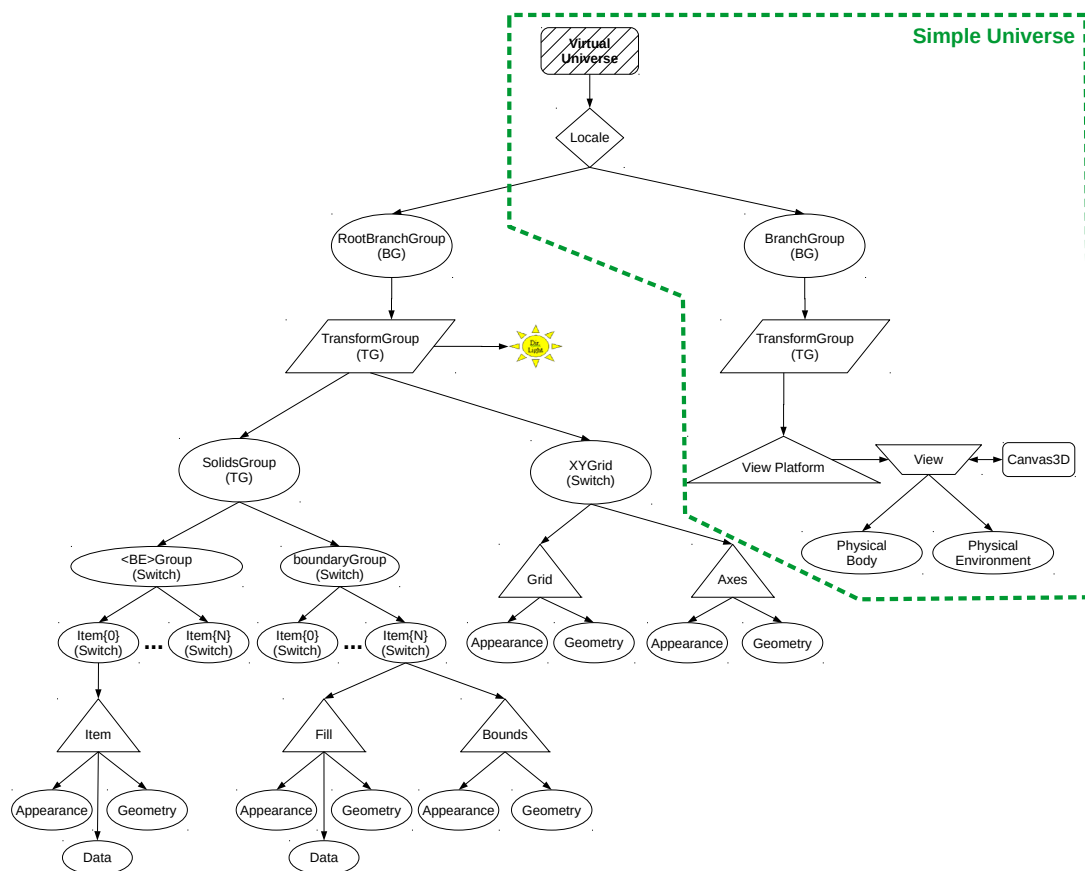 Simple Universe
Virtual
Universe
Locale
RootBranchGroup
(BG)
BranchGroup
(BG)
TransformGroup
(TG)
Dir.
Light
TransformGroup
(TG)
SolidsGroup
(TG)
XYGrid
(Switch)
View Platform
View
Canvas3D
<BE>Group
(Switch)
boundaryGroup
(Switch)
Grid
Axes
Physical
Body
Physical
Environment
Item{0}
(Switch)
...
Item{N}
(Switch)
Item{0}
(Switch)
...
Item{N}
(Switch)
Appearance
Geometry
Appearance
Geometry
Item
Fill
Bounds
Appearance
Geometry
Appearance
Geometry
Appearance
Geometry
Data
Data